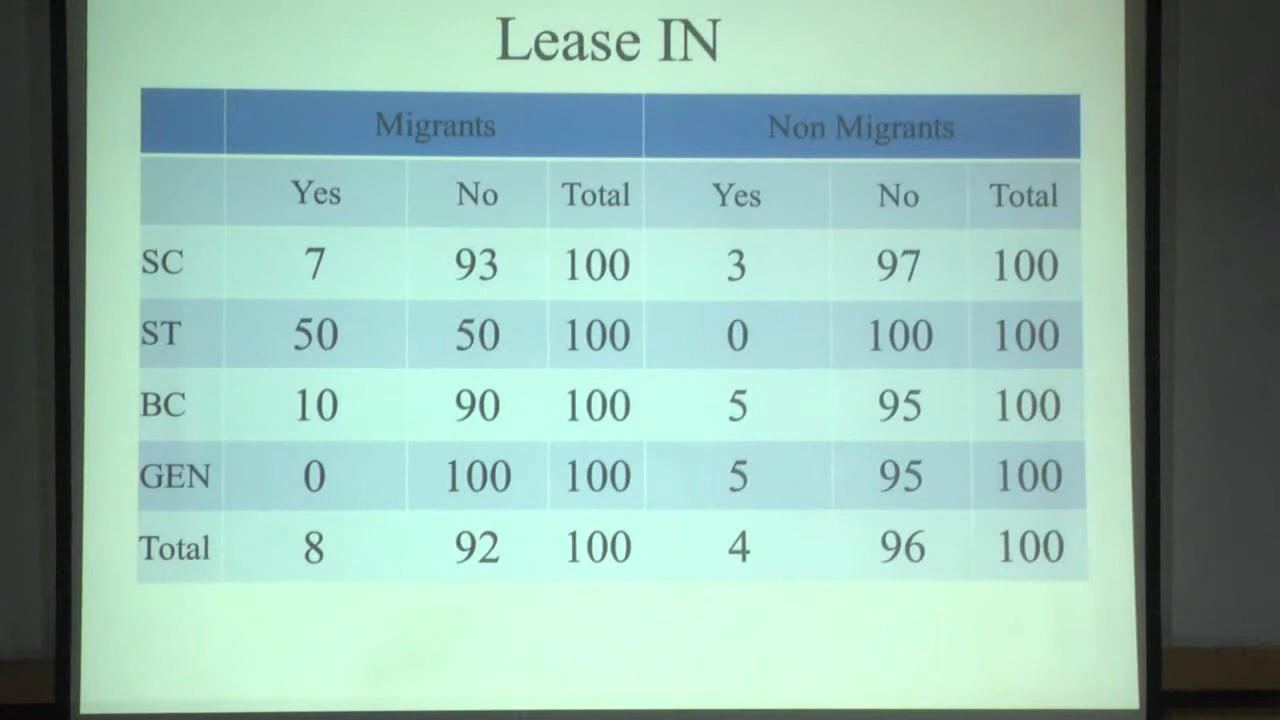 Lease IN
Migrants Non Migrants
Yes No Total Yes No Total
SC 7 93 100 3 97 100
ST 50 50 100 0 100 100
BC 10 90 100 5 95 100
GEN 0 100 100 5 95 100
Total 8 92 100 4 96 100